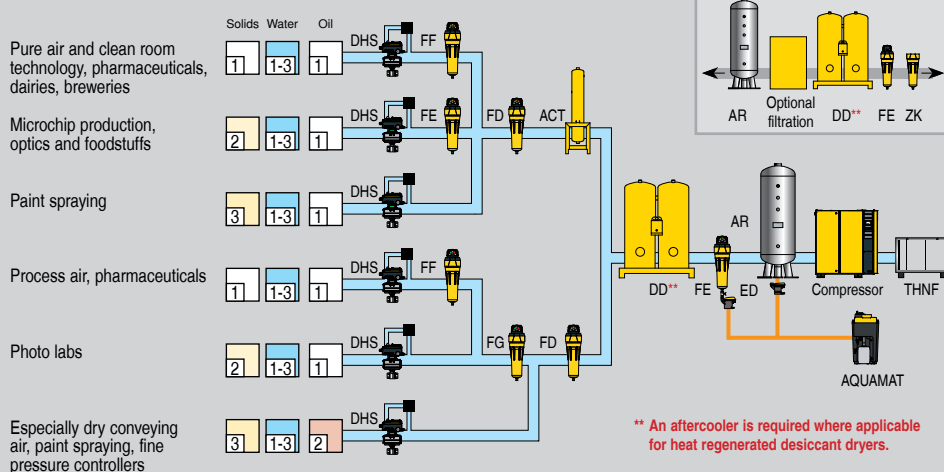 Solids Water Oil
Pure air and clean room
technology, pharmaceuticals,
dairies, breweries
1 1-3 1
DHS FF
Microchip production,
optics and foodstuffs
2 1-3 1
DHS FE FD ACT
Paint spraying
3 1-3 1
DHS
Process air, pharmaceuticals
1 1-3 1
DHS FF
Photo labs
2 1-3 1
DHS FG FD
Especially dry conveying
air, paint spraying, fine
pressure controllers
3 1-3 2
DHS
AR Optional
filtration DD** FE ZK
AR
DD** FE ED Compressor THNF
AQUAMAT
** An aftercooler is required where applicable
for heat regenerated desiccant dryers.